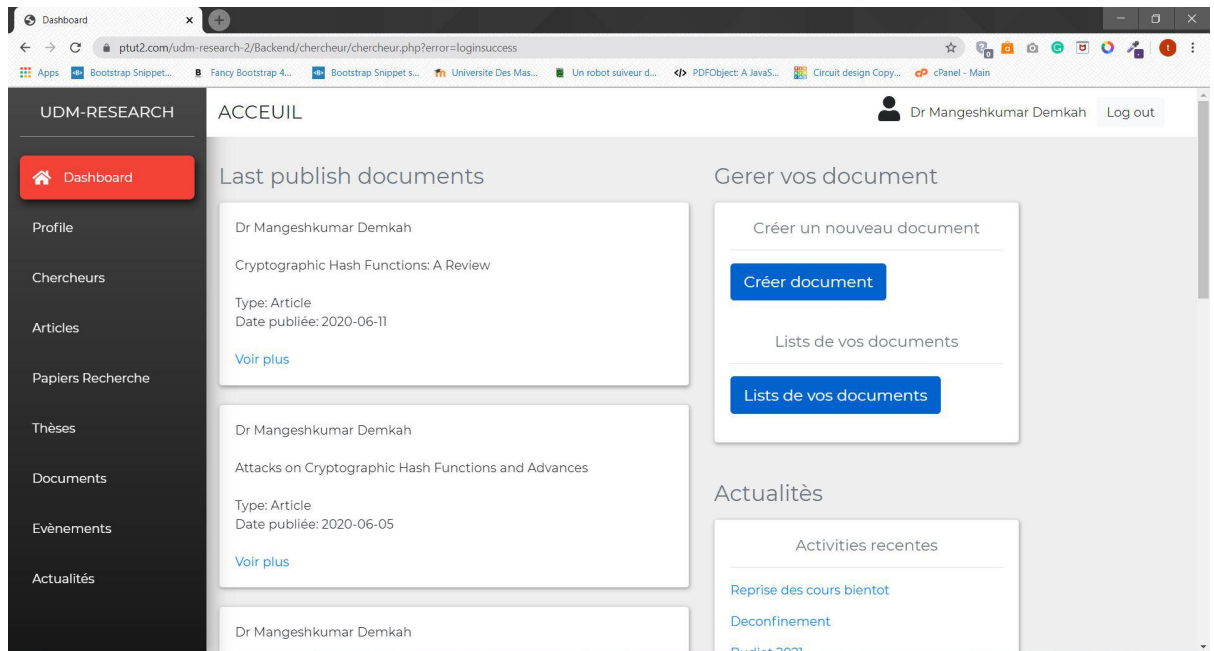 Dashboard
ptut2.com/udm-research-2/Backend/chercheur/chercheur.php?error=loginsuccess
Apps Bootstrap Snippet... Fancy Bootstrap 4... Bootstrap Snippet s... Universite Des Mas... Un robot suiveur d... PDFObject: A JavaS... Circuit design Copy... cPanel - Main
UDM-RESEARCH
Dashboard
Profile
Chercheurs
Articles
Papiers Recherche
Thèses
Documents
Evènements
Actualités
ACCEUIL
Dr Mangeshkumar Demkah Log out
Last publish documents
Dr Mangeshkumar Demkah
Cryptographic Hash Functions: A Review
Type: Article
Date publiée: 2020-06-11
Voir plus
Dr Mangeshkumar Demkah
Attacks on Cryptographic Hash Functions and Advances
Type: Article
Date publiée: 2020-06-05
Voir plus
Dr Mangeshkumar Demkah
Gerer vos document
Créer un nouveau document
Créer document
Lists de vos documents
Lists de vos documents
Actualitès
Activities recentes
Reprise des cours bientot
Deconfinement